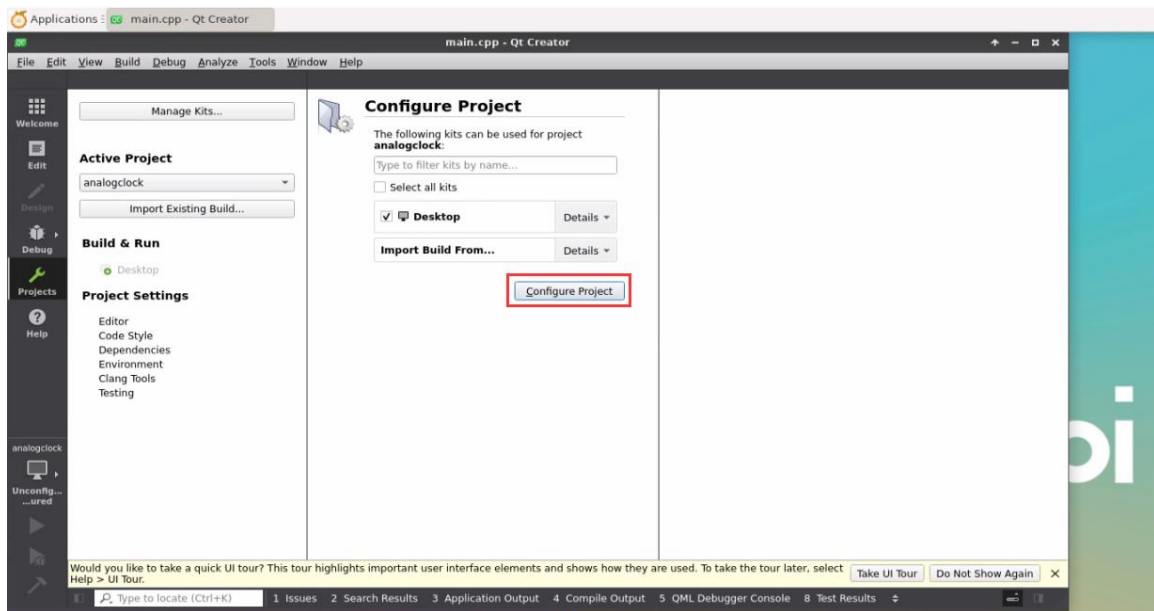 Applications
main.cpp - Qt Creator
main.cpp - Qt Creator
File Edit View Build Debug Analyze Tools Window Help
Welcome
Edit
Design
Debug
Projects
Help
analogclock
Unconfig...
...ured
Manage Kits...
Active Project
analogclock
Import Existing Build...
Build & Run
Desktop
Project Settings
Editor
Code Style
Dependencies
Environment
Clang Tools
Testing
Configure Project
The following kits can be used for project
analogclock:
Type to filter kits by name...
Select all kits
Desktop Details
Import Build From... Details
Configure Project
pi
Would you like to take a quick UI tour? This tour highlights important user interface elements and shows how they are used. To take the tour later, select
Help > UI Tour.
Take UI Tour Do Not Show Again
Type to locate (Ctrl+K) 1 Issues 2 Search Results 3 Application Output 4 Compile Output 5 QML Debugger Console 8 Test Results